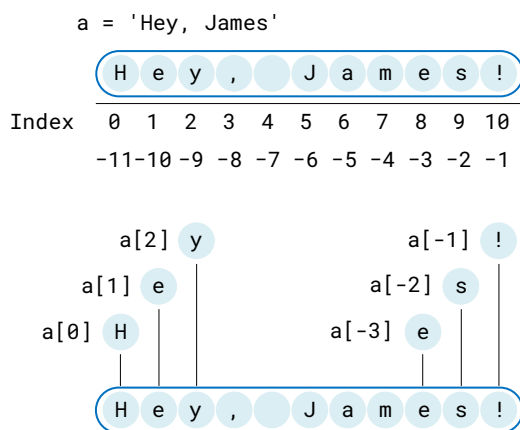 a = 'Hey, James'
H e y , J a m e s !
Index 0 1 2 3 4 5 6 7 8 9 10
-11 -10 -9 -8 -7 -6 -5 -4 -3 -2 -1
a[2] y a[-1] !
a[1] e a[-2] s
a[0] H a[-3] e
H e y , J a m e s !